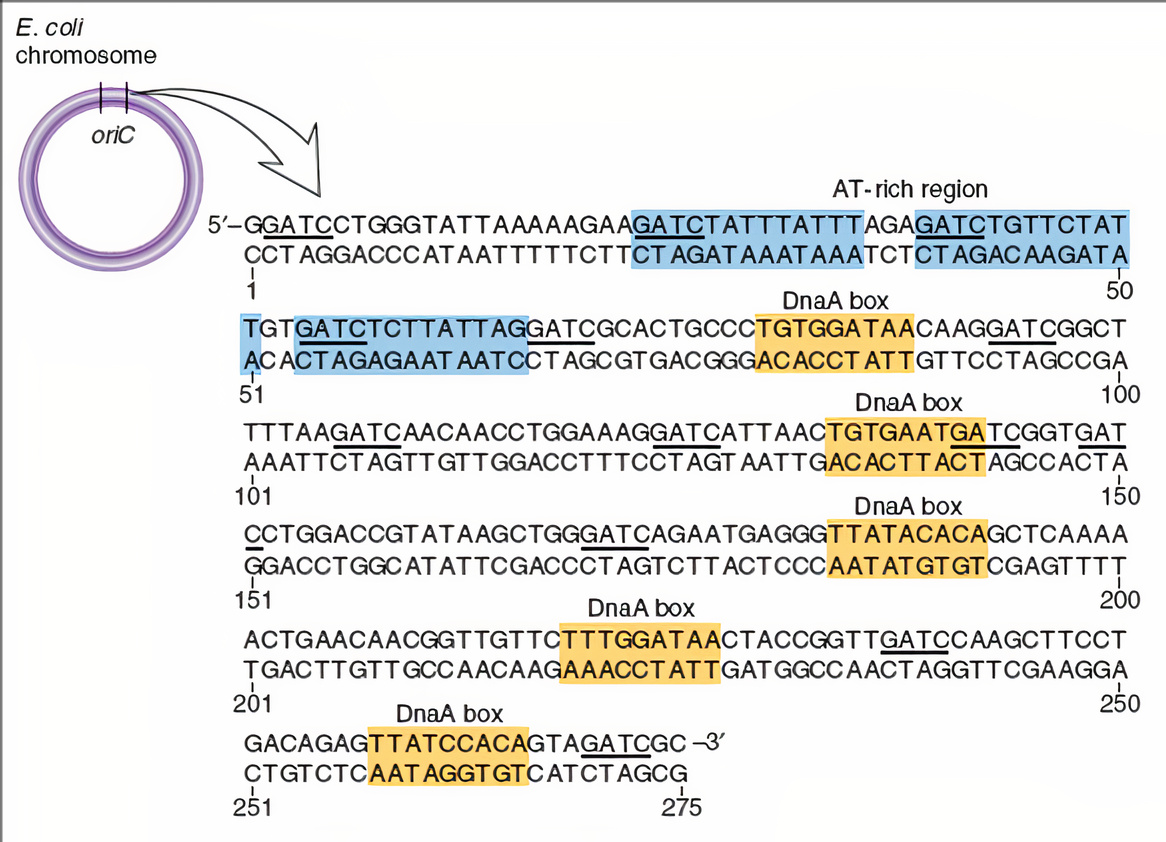 E. coli
chromosome
oriC
AT-rich region
5′–GGATCCTGGGTATTAAAAAGAAGATCTATTTATTTAGAGATCTGTTCTAT
CCTAGGACCCATAATTTTTCTTCTAGATAAATAAATCTCTAGACAAGATA
1 50
DnaA box
TGTGATCTCTTATTAGGATCGCACTGCCCTGTGGATAACAAGGATCGGCT
ACACTAGAGAATAATCCTAGCGTGACGGGACACCTATTGTTCCTAGCCGA
51 100
DnaA box
TTTAAGATCAACAACCTGGAAAGGATCATTAACTGTGAATGATCGGTGAT
AAATTCTAGTTGTTGGACCTTTCCTAGTAATTGACACTTACTAGCCACTA
101 150
DnaA box
CCTGGACCGTATAAGCTGGGATCAGAATGAGGGTTATACACAGCTCAAAA
GGACCTGGCATATTCGACCCTAGTCTTACTCCCAATATGTGTCGAGTTTT
151 200
DnaA box
ACTGAACAACGGTTGTTCTTTGGATAACTACCGGTTGATCCAAGCTTCCT
TGACTTGTTGCCAACAAGAAACCTATTGATGGCCAACTAGGTTCGAAGGA
201 250
DnaA box
GACAGAGTTATCCACAGTAGATCGC –3′
CTGTCTCAATAGGTGTCATCTAGCG
251 275